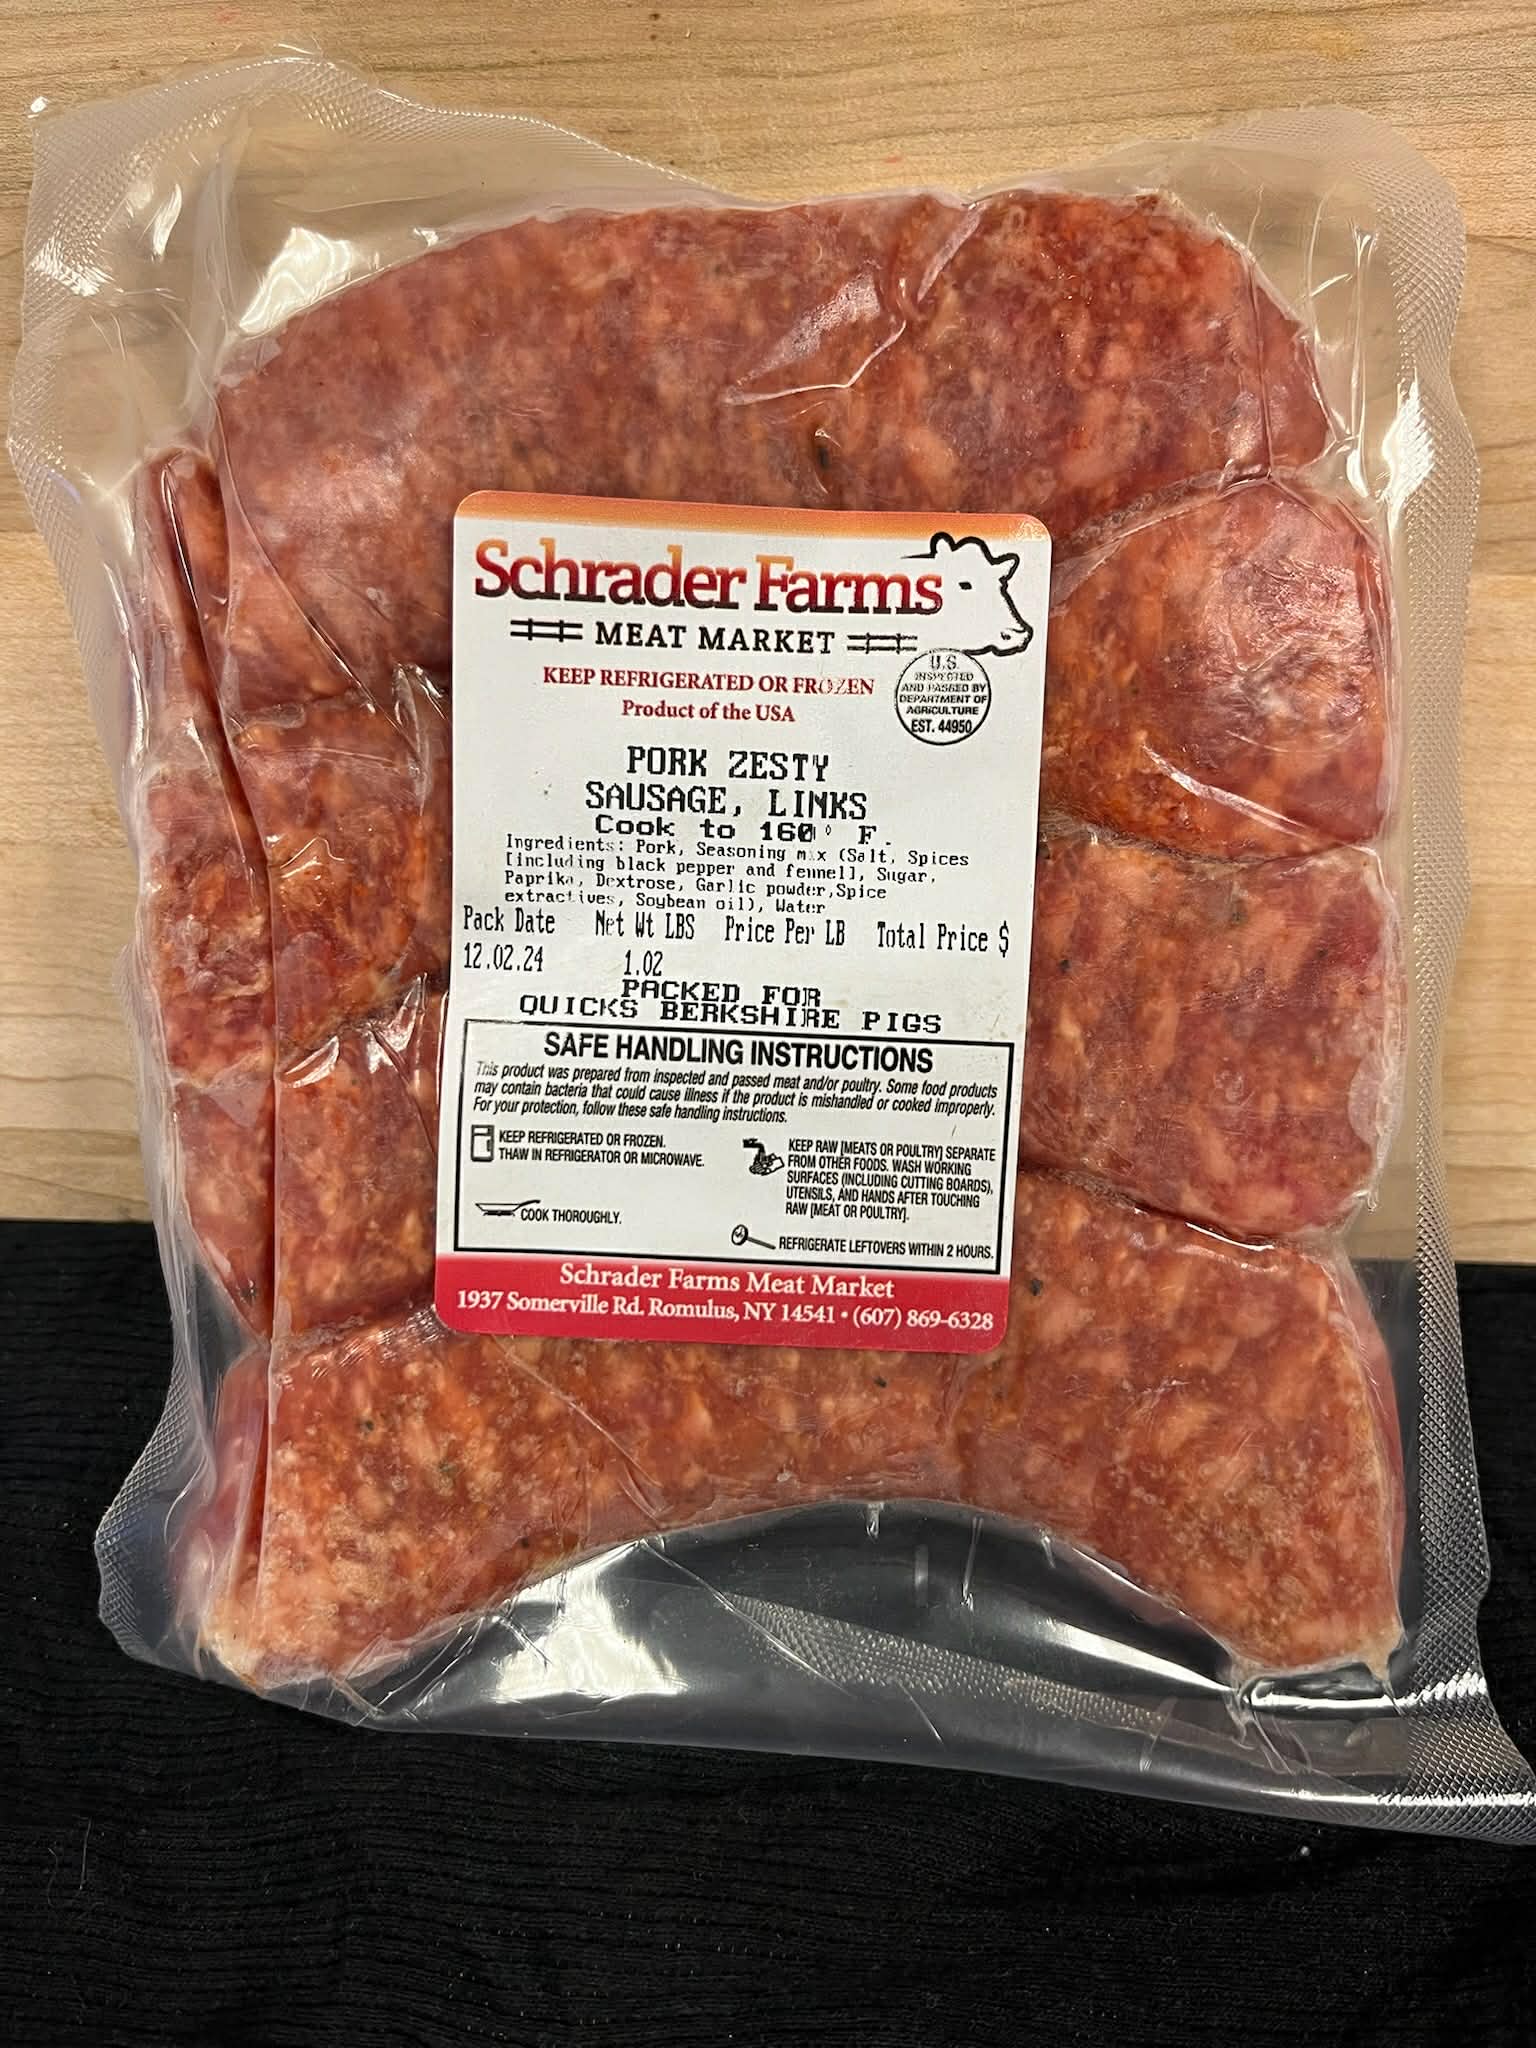 Schrader Farms
MEAT MARKET
KEEP REFRIGERATED OR FROZEN
Product of the USA
U.S.
INSPECTED
AND PASSED BY
DEPARTMENT OF
AGRICULTURE
EST. 44950
PORK ZESTY
SAUSAGE, LINKS
Cook to 160° F.
Ingredients: Pork, Seasoning mix (Salt, Spices
[including black pepper and fennel], Sugar,
Paprika, Dextrose, Garlic powder,Spice
extractives, Soybean oil), Water
Pack Date Net Wt LBS Price Per LB Total Price $
12.02.24 1.02
PACKED FOR
QUICKS BERKSHIRE PIGS
SAFE HANDLING INSTRUCTIONS
This product was prepared from inspected and passed meat and/or poultry. Some food products
may contain bacteria that could cause illness if the product is mishandled or cooked improperly.
For your protection, follow these safe handling instructions.
KEEP REFRIGERATED OR FROZEN.
THAW IN REFRIGERATOR OR MICROWAVE.
KEEP RAW [MEATS OR POULTRY] SEPARATE
FROM OTHER FOODS. WASH WORKING
SURFACES (INCLUDING CUTTING BOARDS),
UTENSILS, AND HANDS AFTER TOUCHING
RAW [MEAT OR POULTRY].
COOK THOROUGHLY.
REFRIGERATE LEFTOVERS WITHIN 2 HOURS.
Schrader Farms Meat Market
1937 Somerville Rd. Romulus, NY 14541 • (607) 869-6328